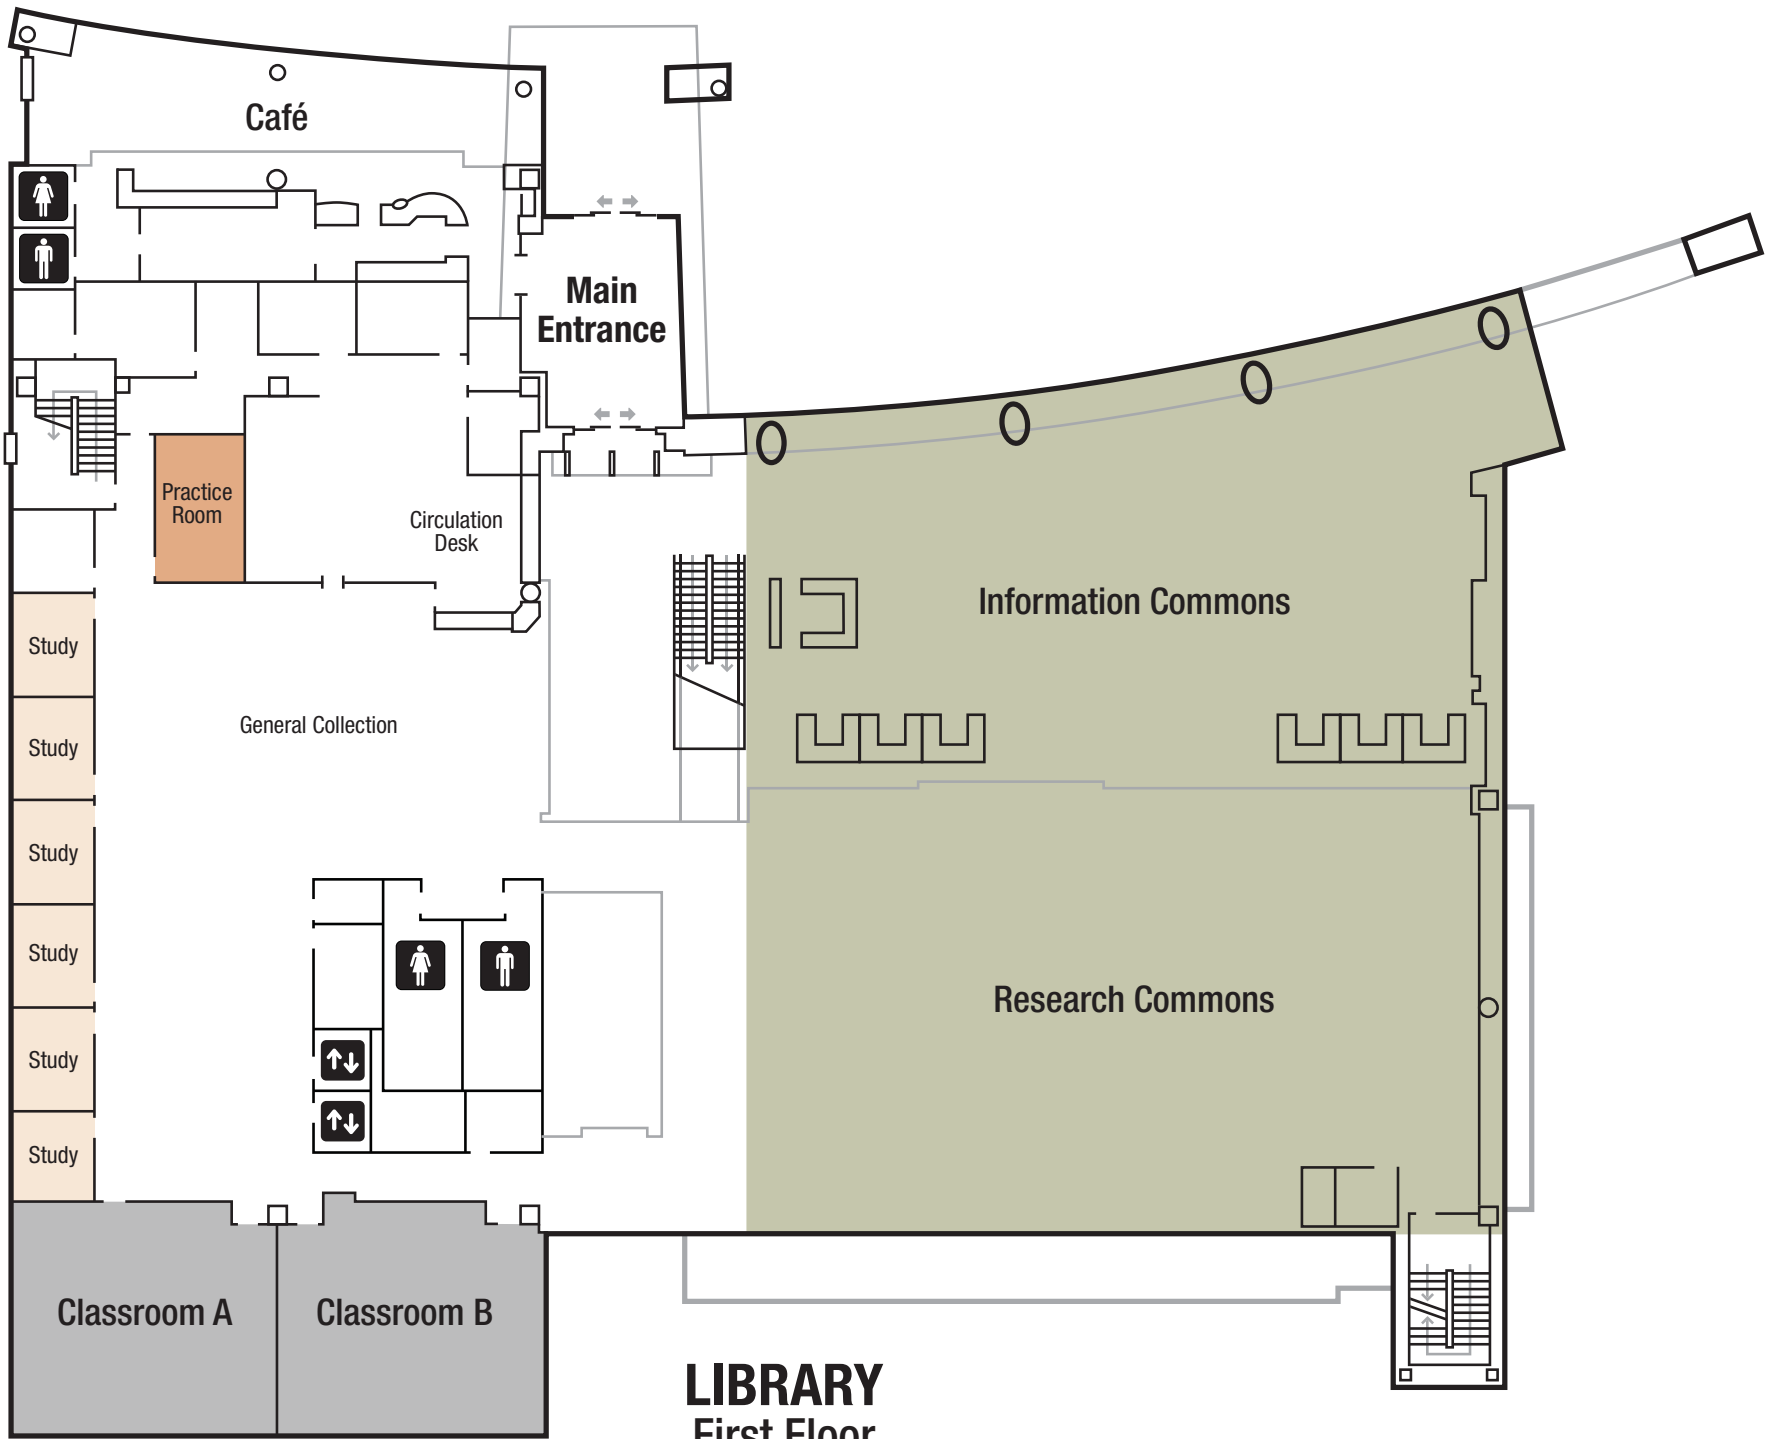 Café
Main
Entrance
Practice
Room
Circulation
Desk
Information Commons
Study
General Collection
Study
Study
Study
Research Commons
Study
Study
Classroom A
Classroom B
LIBRARY
First Floor